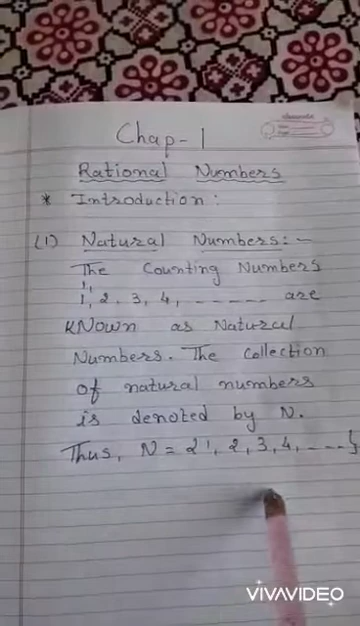 Chap-1
Rational Numbers
* Introduction:
(1) Natural Numbers:-
The Counting Numbers
1, 2, 3, 4, ------- are
KNOWN as Natural
Numbers. The collection
of natural numbers
is denoted by N.
Thus, N = {1, 2, 3, 4, ----}
VIVAVIDEO